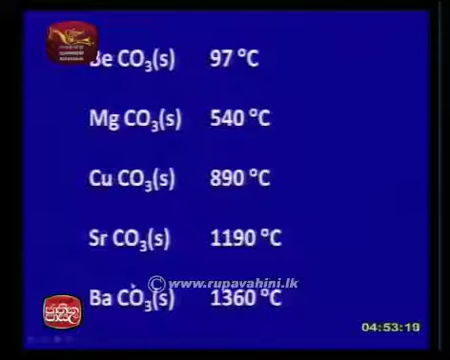 Be CO₃(s) 97 °C
Mg CO₃(s) 540 °C
Cu CO₃(s) 890 °C
Sr CO₃(s) 1190 °C
© www.rupavahini.lk
Ba CO₃(s) 1360 °C
04:53:19